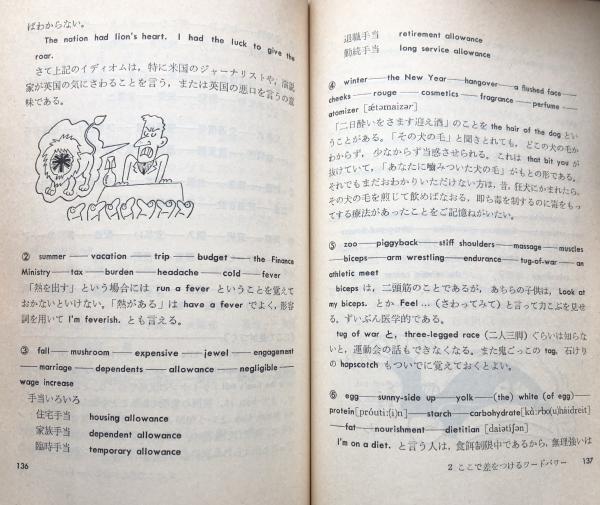 ばわからない。
The nation had lion's heart. I had the luck to give the
roar.
さて上記のイディオムは，特に米国のジャーナリストや，演説
家が英国の気にさわることを言う，または英国の悪口を言うの意
味である。
② summer—vacation—trip—budget—the Finance
Ministry—tax—burden—headache—cold—fever
「熱を出す」という場合には run a fever ということを覚えて
おかないといけない。「熱がある」は have a fever でよく，形容
詞を用いて I'm feverish. とも言える。
③ fall—mushroom—expensive—jewel—engagement
—marriage—dependents—allowance—negligible—
wage increase
手当いろいろ
住宅手当 housing allowance
家族手当 dependent allowance
臨時手当 temporary allowance
136
退職手当 retirement allowance
勤続手当 long service allowance
④ winter—the New Year—hangover—a flushed face—
cheeks—rouge—cosmetics—fragrance—perfume—
atomizer [ǽtəmaizər]
「二日酔いをさます迎え酒」のことを the hair of the dog とい
うことがある。「その犬の毛」と聞きとれても，どこの犬の毛か
わからず，少なからず当惑させられる。これは that bit you が
抜けていて，「あなたに嚙みついた犬の毛」がもとの形である。
それでもまだおわかりいただけない方は，昔，狂犬にかまれたら，
その犬の毛を煎じて飲めばなおる，即ち毒を制するのに毒をもっ
てする療法があったことをご記憶ねがいたい。
⑤ zoo—piggyback—stiff shoulders—massage—muscles
—biceps—arm wrestling—endurance—tug-of-war—an
athletic meet
biceps は，二頭筋のことであるが，あちらの子供は，Look at
my biceps. とか Feel ...（さわってみて）と言って力こぶを見せ
る。ずいぶん医学的である。
tug of war と，three-legged race（二人三脚）ぐらいは知らな
いと，運動会の話もできなくなる。また鬼ごっこの tag, 石けり
の hopscotch もついでに覚えておくとよい。
⑥ egg—sunny-side up—yolk—(the) white (of egg)—
protein[próuti:(i)n]—starch—carbohydrate[kɑ̀:rbo(u)háidreit]
—fat—nourishment—dietitian [daiətíʃən]
I'm on a diet. と言う人は，食餌制限中であるから，無理強いは
2 ここで差をつけるワードパワー 137